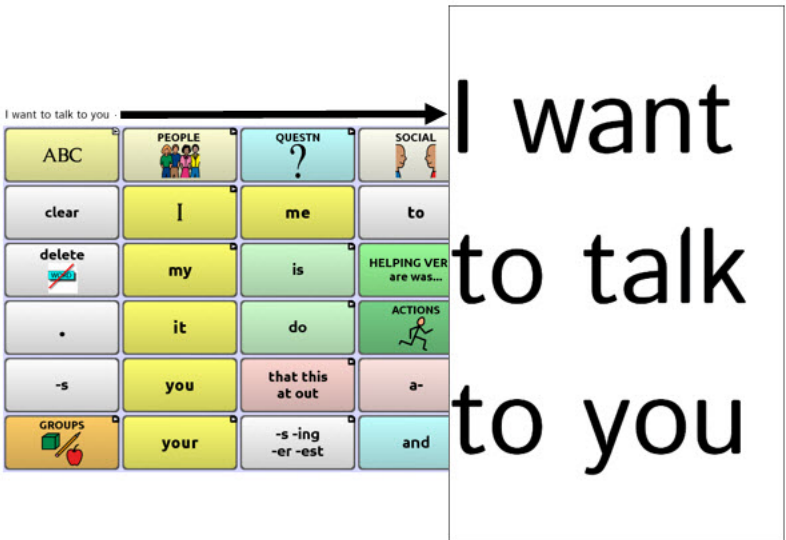 I want to talk to you
I want
to talk
to you
ABC
PEOPLE
QUESTN
?
SOCIAL
clear
I
me
to
delete
WORD
my
is
HELPING VER
are was...
.
it
do
ACTIONS
-s
you
that this
at out
a-
GROUPS
your
-s -ing
-er -est
and